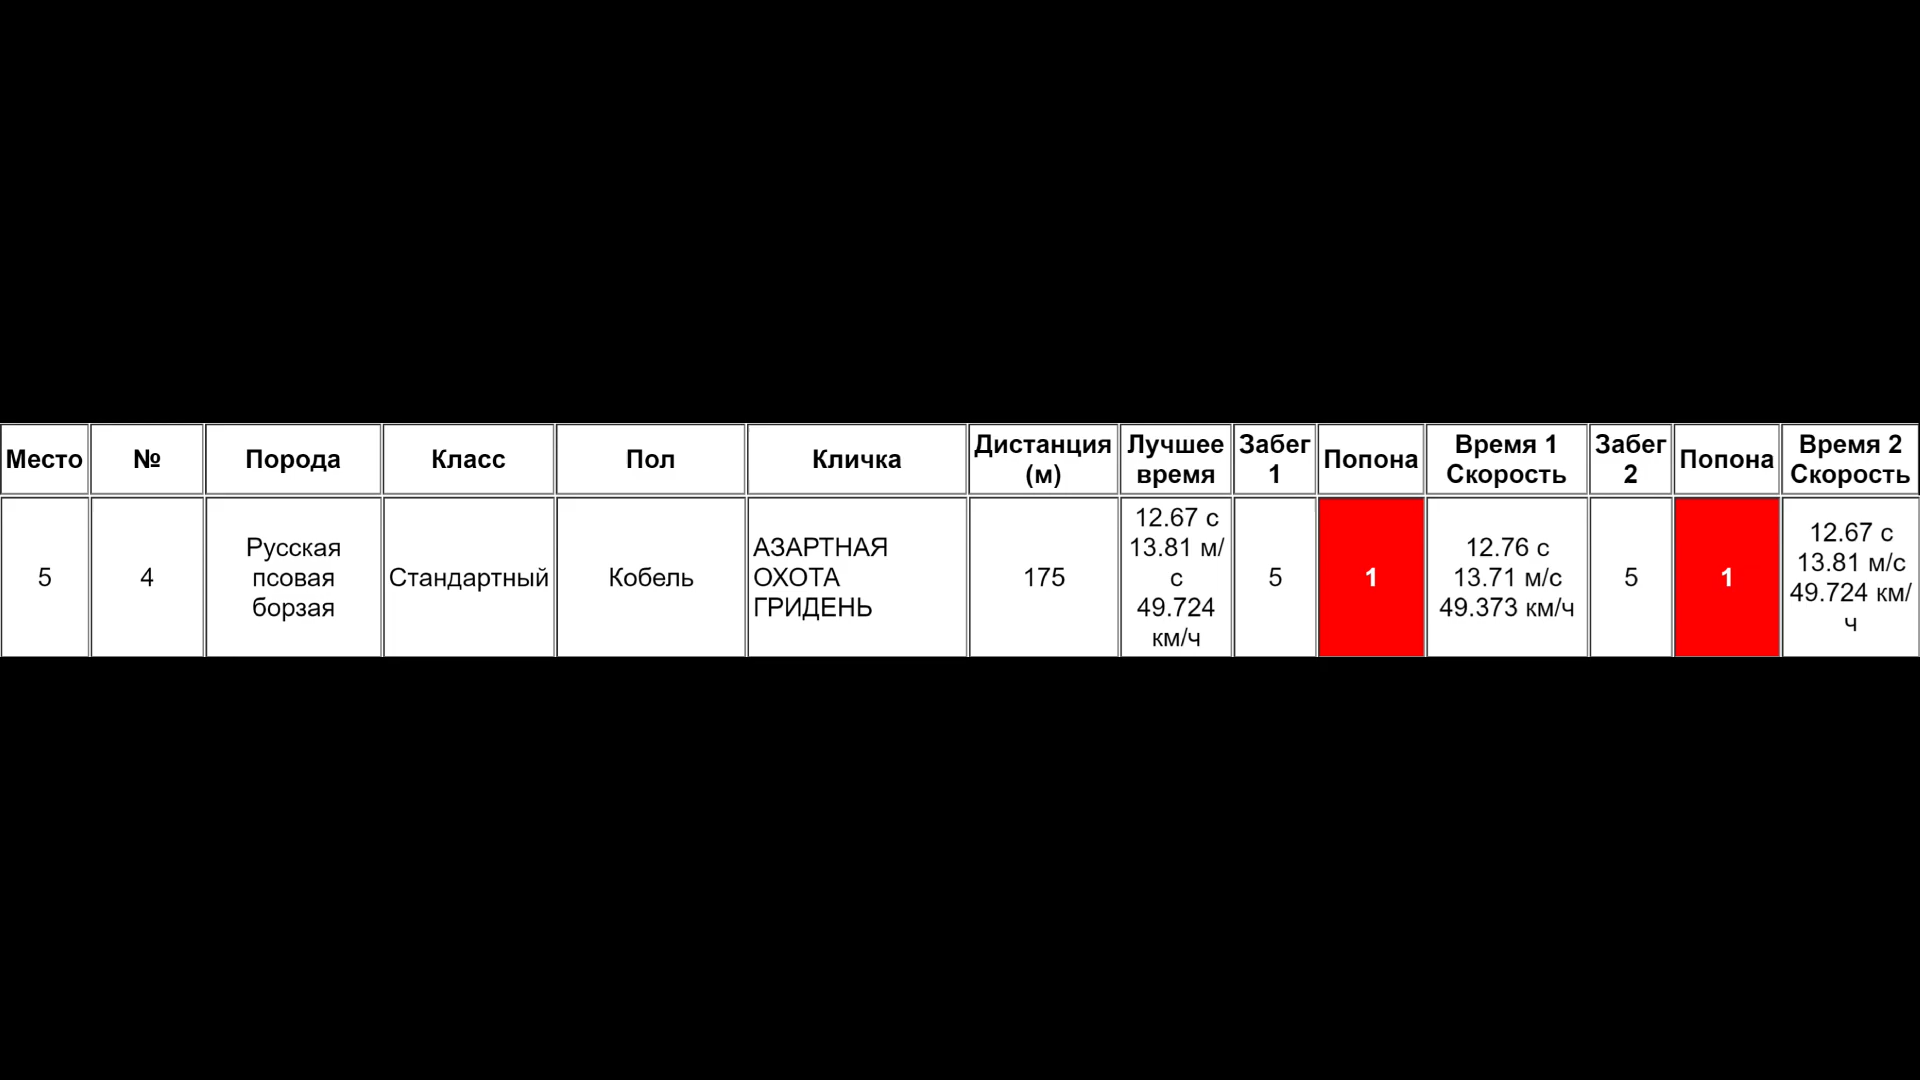 Место
№
Порода
Класс
Пол
Кличка
Дистанция
(м)
Лучшее
время
Забег
1
Попона
Время 1
Скорость
Забег
2
Попона
Время 2
Скорость
5
4
Русская
псовая
борзая
Стандартный
Кобель
АЗАРТНАЯ
ОХОТА
ГРИДЕНЬ
175
12.67 с
13.81 м/
с
49.724
км/ч
5
1
12.76 с
13.71 м/с
49.373 км/ч
5
1
12.67 с
13.81 м/с
49.724 км/
ч